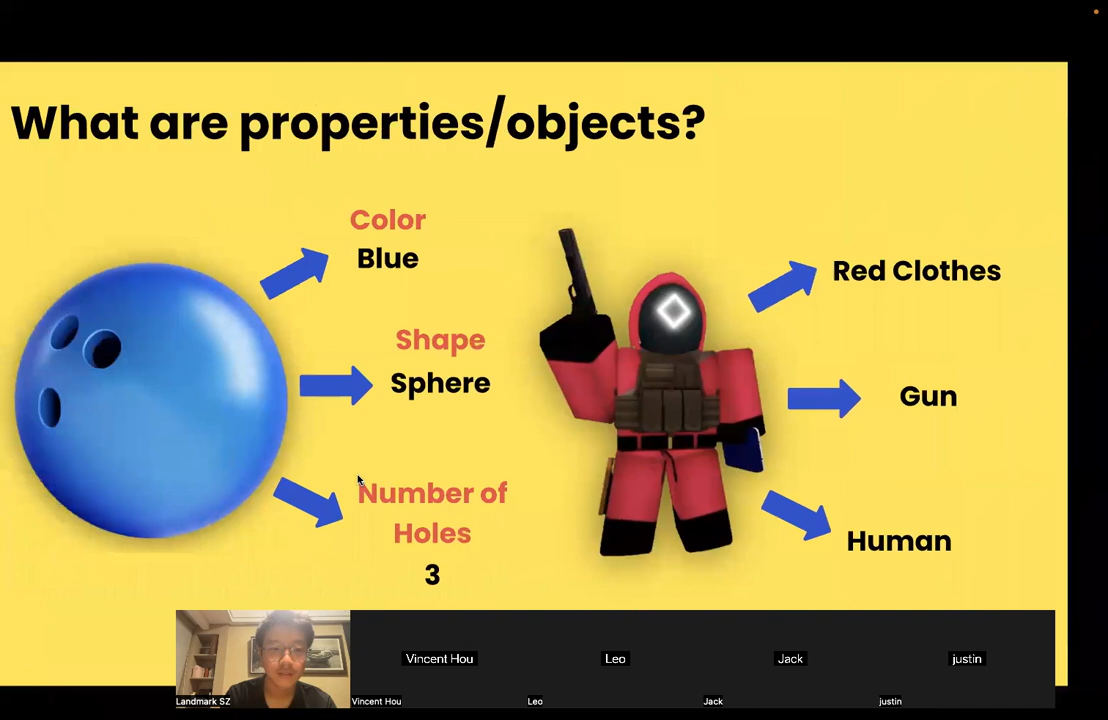 What are properties/objects?
Color
Blue
Shape
Sphere
Number of
Holes
3
Red Clothes
Gun
Human
Vincent Hou
Leo
Jack
justin
Landmark SZ
Vincent Hou
Leo
Jack
justin